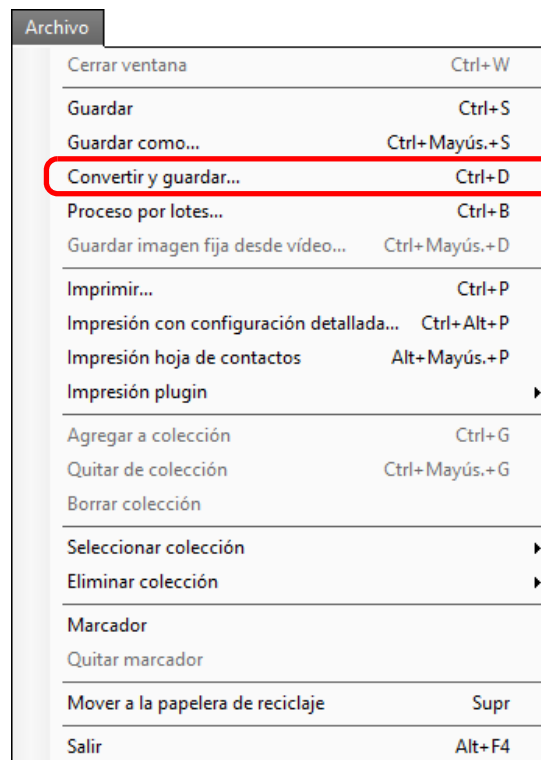 Archivo
Cerrar ventana Ctrl+W
Guardar Ctrl+S
Guardar como... Ctrl+Mayús.+S
Convertir y guardar... Ctrl+D
Proceso por lotes... Ctrl+B
Guardar imagen fija desde vídeo... Ctrl+Mayús.+D
Imprimir... Ctrl+P
Impresión con configuración detallada... Ctrl+Alt+P
Impresión hoja de contactos Alt+Mayús.+P
Impresión plugin
Agregar a colección Ctrl+G
Quitar de colección Ctrl+Mayús.+G
Borrar colección
Seleccionar colección
Eliminar colección
Marcador
Quitar marcador
Mover a la papelera de reciclaje Supr
Salir Alt+F4